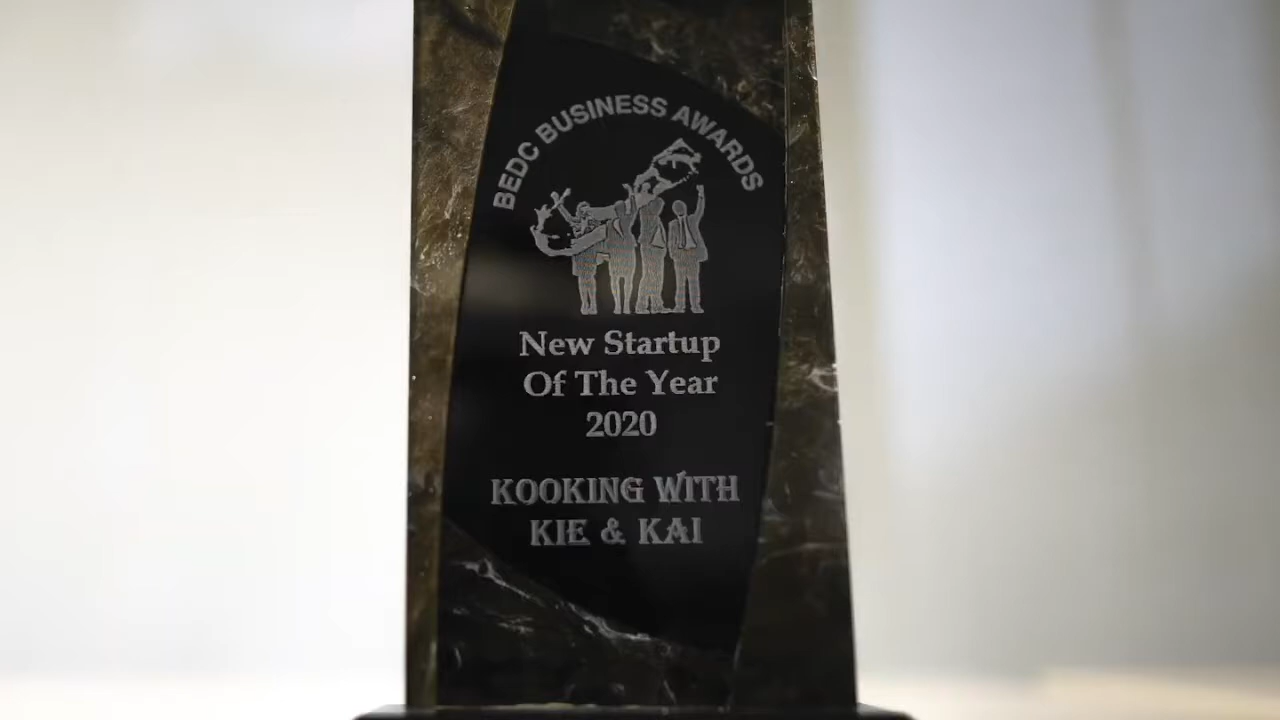 BEDC BUSINESS AWARDS
New Startup
Of The Year
2020
KOOKING WITH
KIE & KAI